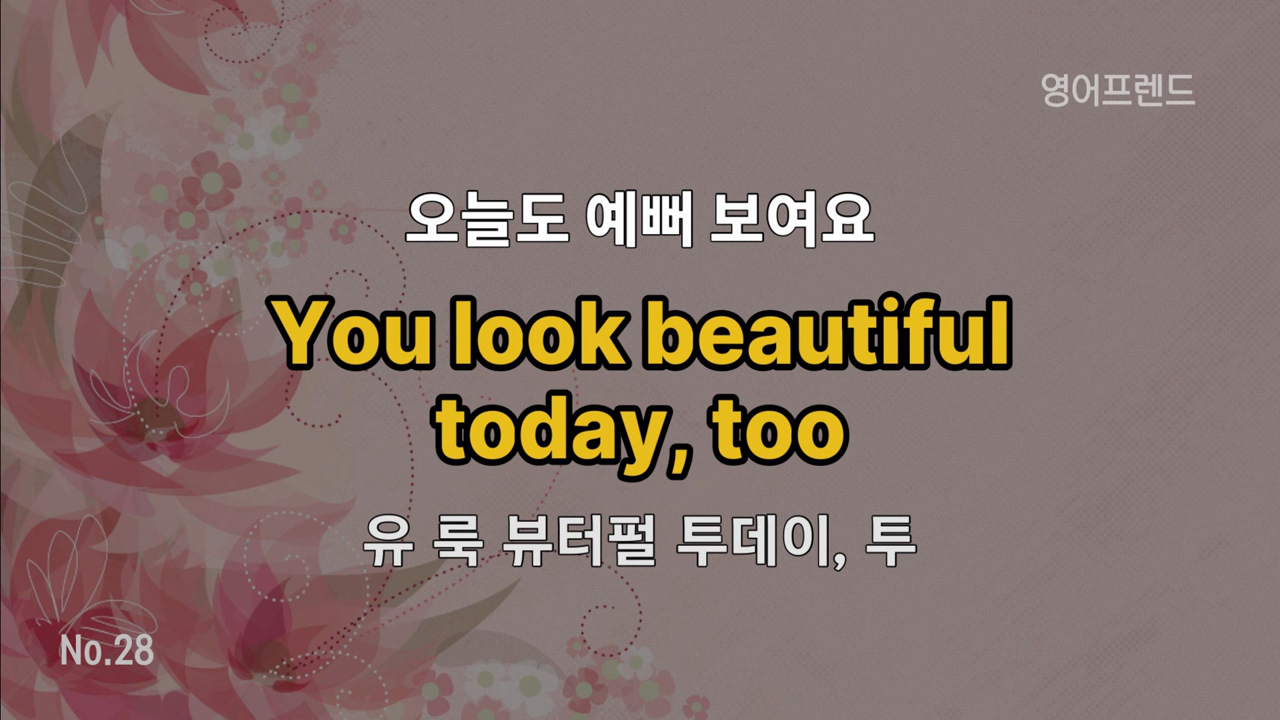 영어프렌드
오늘도 예뻐 보여요
You look beautiful
today, too
유 룩 뷰터펄 투데이, 투
No.28